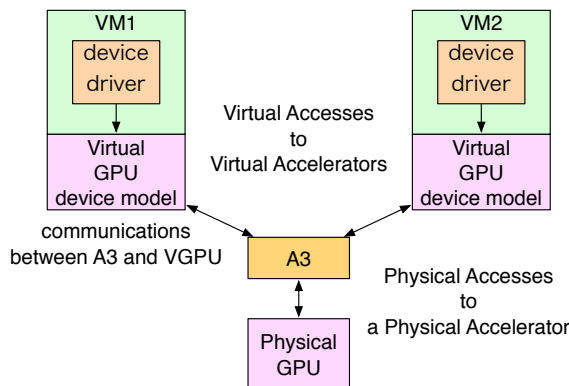 VM1
device
driver
Virtual
GPU
device model
VM2
device
driver
Virtual
GPU
device model
Virtual Accesses
to
Virtual Accelerators
communications
between A3 and VGPU
A3
Physical Accesses
to
a Physical Accelerator
Physical
GPU